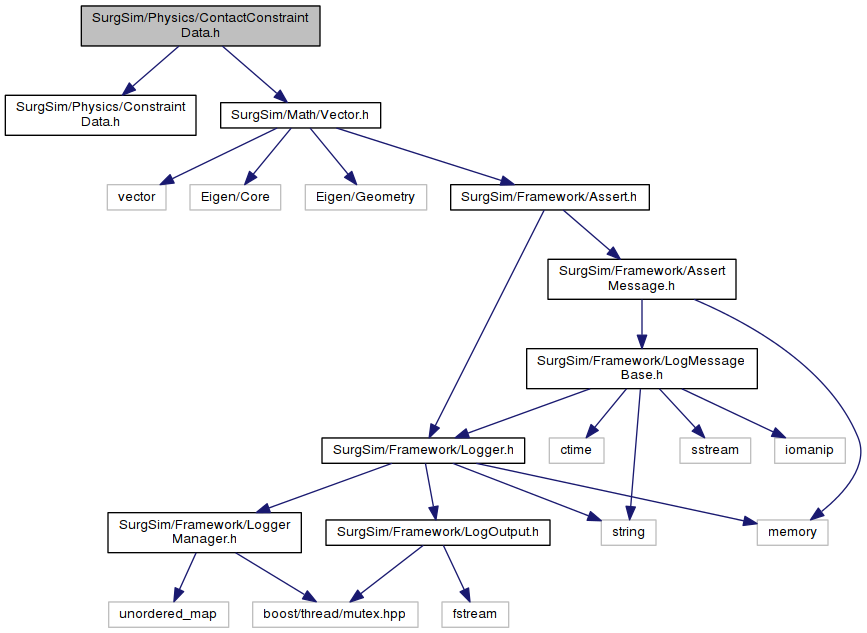 SurgSim/Physics/ContactConstraint
Data.h
SurgSim/Physics/Constraint
Data.h
SurgSim/Math/Vector.h
vector
Eigen/Core
Eigen/Geometry
SurgSim/Framework/Assert.h
SurgSim/Framework/Assert
Message.h
SurgSim/Framework/LogMessage
Base.h
SurgSim/Framework/Logger.h
ctime
sstream
iomanip
SurgSim/Framework/Logger
Manager.h
SurgSim/Framework/LogOutput.h
string
memory
unordered_map
boost/thread/mutex.hpp
fstream